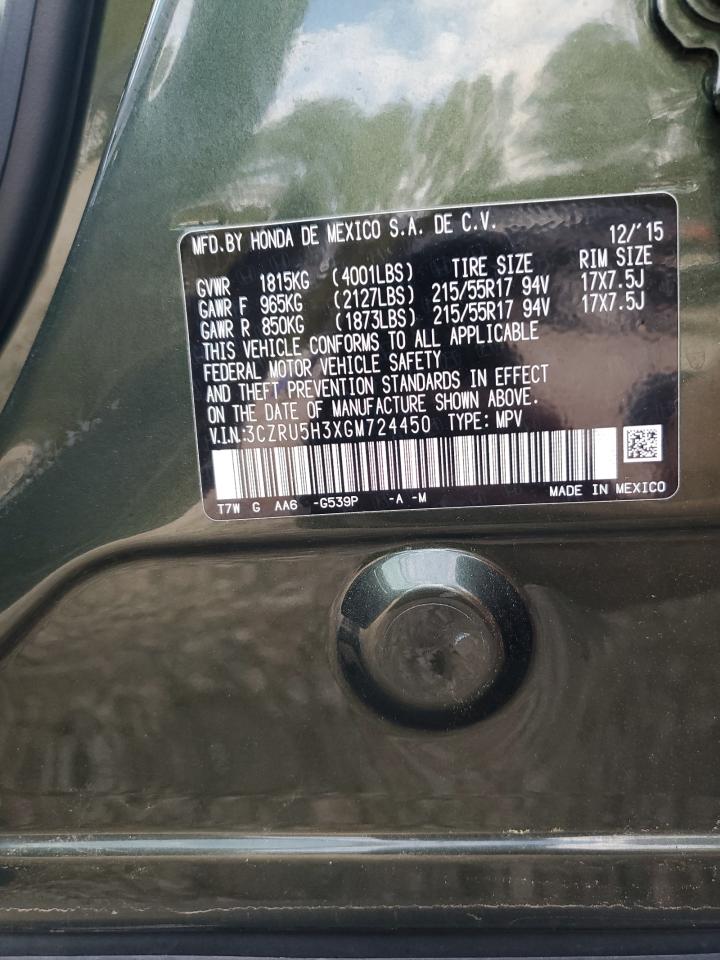 MFD.BY HONDA DE MEXICO S.A. DE C.V. 12/'15
TIRE SIZE RIM SIZE
GVWR 1815KG (4001LBS)
GAWR F 965KG (2127LBS) 215/55R17 94V 17X7.5J
GAWR R 850KG (1873LBS) 215/55R17 94V 17X7.5J
THIS VEHICLE CONFORMS TO ALL APPLICABLE
FEDERAL MOTOR VEHICLE SAFETY
AND THEFT PREVENTION STANDARDS IN EFFECT
ON THE DATE OF MANUFACTURE SHOWN ABOVE.
V.I.N.:3CZRU5H3XGM724450 TYPE: MPV
T7W G AA6 -G539P -A -M MADE IN MEXICO